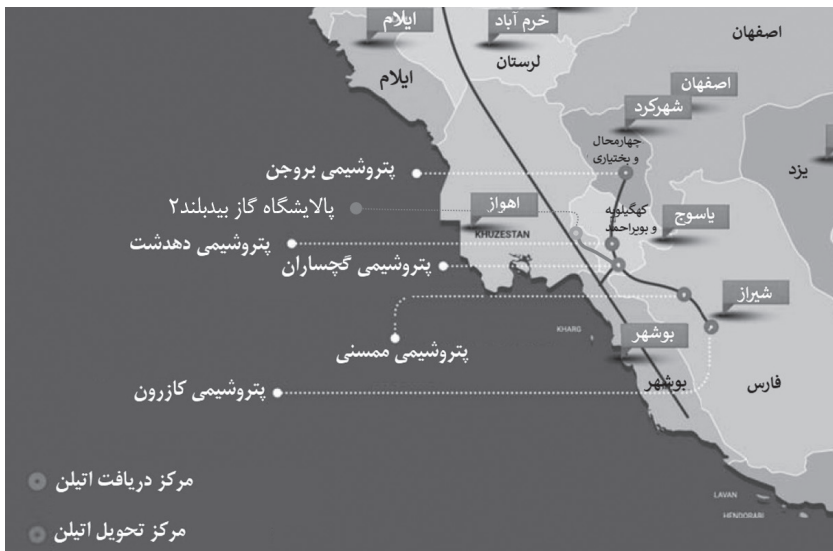 ایلام
خرم آباد
اصفهان
لرستان
ایلام
اصفهان
شهرکرد
چهارمحال
و بختیاری
یزد
پتروشیمی بروجن
پالایشگاه گاز بیدبلند۲
اهواز
KHUZESTAN
کهگیلویه
و بویراحمد
یاسوج
پتروشیمی دهدشت
پتروشیمی گچساران
شیراز
KHARG
بوشهر
پتروشیمی ممسنی
بوشهر
فارس
پتروشیمی کازرون
مرکز دریافت اتیلن
LAVAN
HENDORABI
مرکز تحویل اتیلن